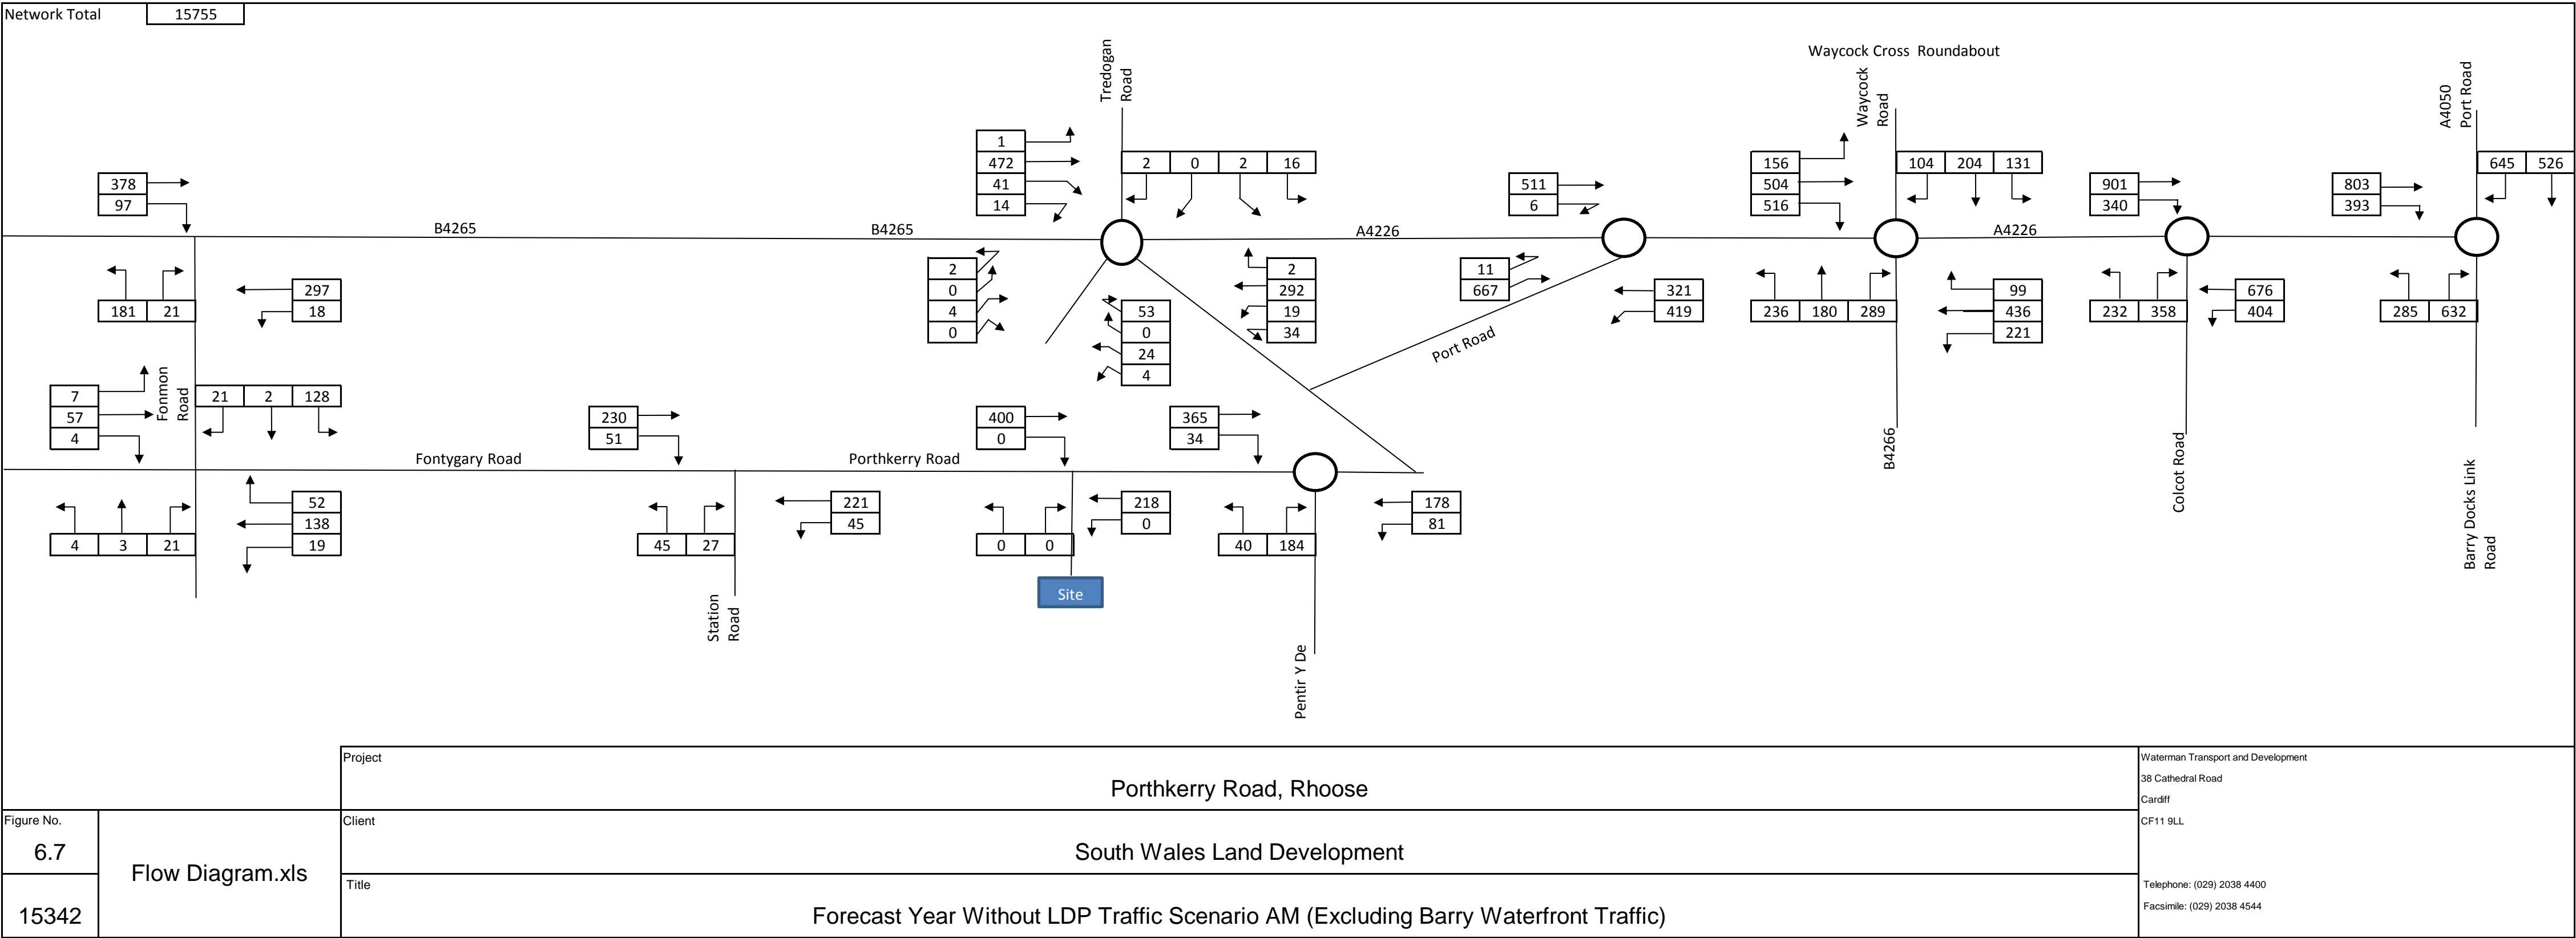 Network Total 15755
Waycock Cross Roundabout
Tredogan
Road
Waycock
Road
A4050
Port Road
1
472
41
14
2 0 2 16
378
97
511
6
156
504
516
104 204 131
901
340
803
393
645 526
B4265
B4265
A4226
A4226
181 21
297
18
2
0
4
0
53
0
24
4
2
292
19
34
11
667
321
419
Port Road
236 180 289
99
436
221
232 358
676
404
285 632
7
57
4
Fonmon
Road
21 2 128
230
51
400
0
365
34
B4266
Colcot Road
Barry Docks Link
Road
Fontygary Road
Porthkerry Road
4 3 21
52
138
19
45 27
221
45
0 0
218
0
40 184
178
81
Site
Station
Road
Pentir Y De
Project
Porthkerry Road, Rhoose
Waterman Transport and Development
38 Cathedral Road
Cardiff
CF11 9LL
Figure No.
6.7
Flow Diagram.xls
Client
South Wales Land Development
15342
Title
Forecast Year Without LDP Traffic Scenario AM (Excluding Barry Waterfront Traffic)
Telephone: (029) 2038 4400
Facsimile: (029) 2038 4544